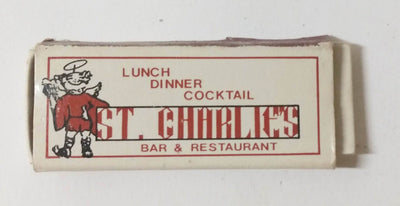 LUNCH
DINNER
COCKTAIL
ST. CHARLIE'S
BAR & RESTAURANT